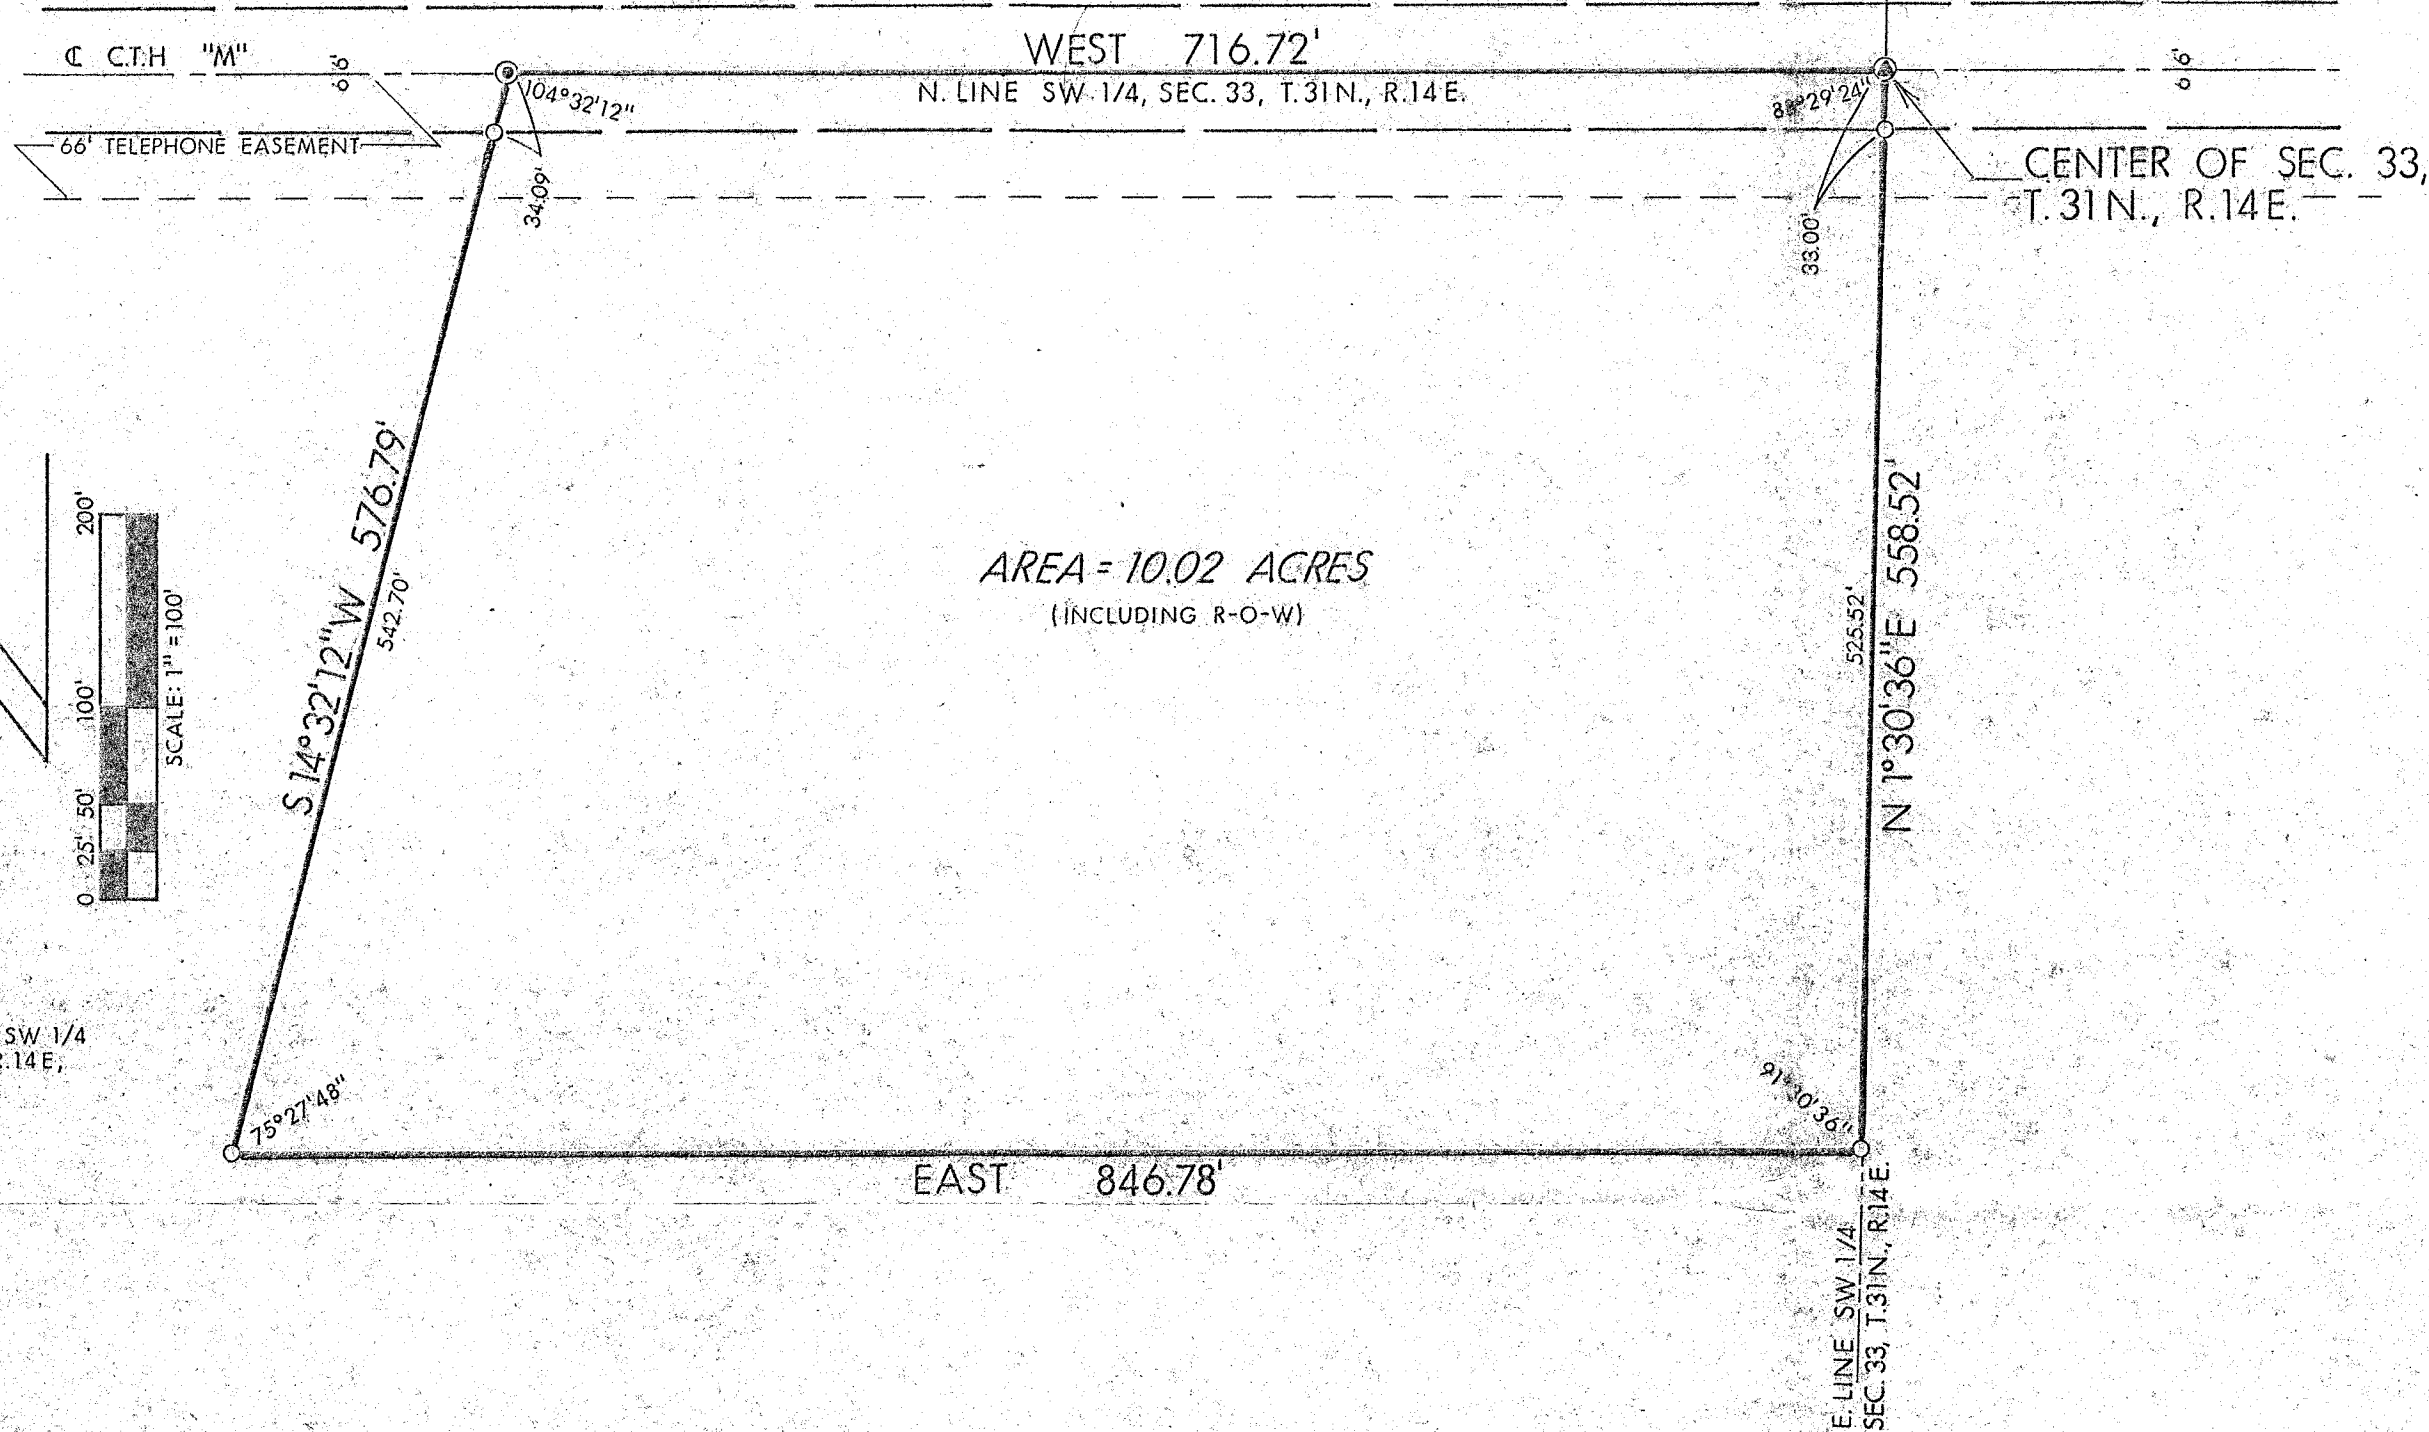 ℄ C.T.H "M"
66'
WEST 716.72'
N. LINE SW 1/4, SEC. 33, T.31N., R.14E.
66'
104°32'12"
88°29'24"
66' TELEPHONE EASEMENT
34.09'
33.00'
CENTER OF SEC. 33,
T.31N., R.14E.
S 14°32'12"W 576.79'
542.70'
AREA = 10.02 ACRES
(INCLUDING R-O-W)
525.52'
N 1°30'36"E 558.52'
0 25' 50' 100' 200'
SCALE: 1" = 100'
SW 1/4
R.14E,
75°27'48"
91°30'36"
EAST 846.78'
E. LINE SW 1/4
SEC. 33, T.31N., R.14E.